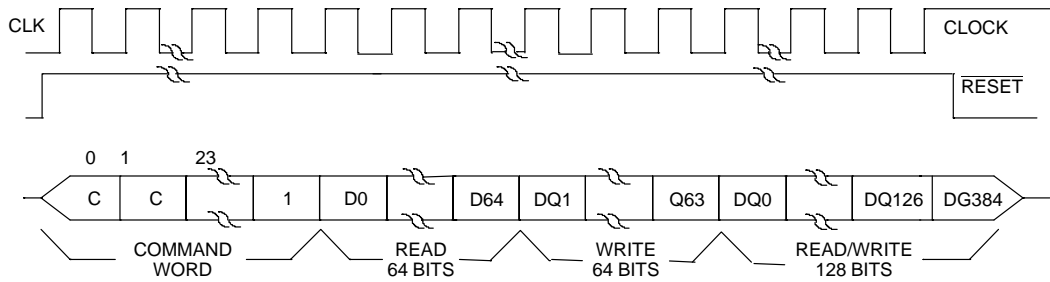 CLK
CLOCK
RESET
0 1 23
C C 1 D0 D64 DQ1 Q63 DQ0 DQ126 DG384
COMMAND WORD
READ 64 BITS
WRITE 64 BITS
READ/WRITE 128 BITS